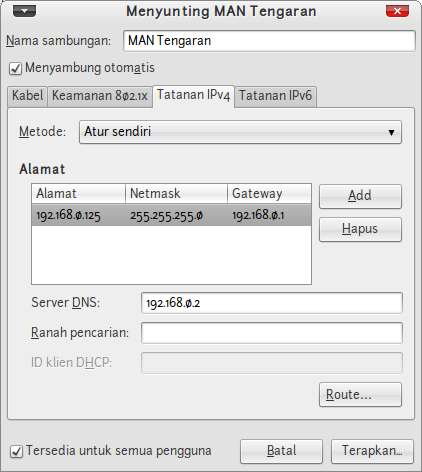 Menyunting MAN Tengaran
Nama sambungan: MAN Tengaran
Menyambung otomatis
Kabel Keamanan 802.1x Tatanan IPv4 Tatanan IPv6
Metode: Atur sendiri
Alamat
Alamat Netmask Gateway
192.168.0.125 255.255.255.0 192.168.0.1
Add
Hapus
Server DNS: 192.168.0.2
Ranah pencarian:
ID klien DHCP:
Route...
Tersedia untuk semua pengguna Batal Terapkan...